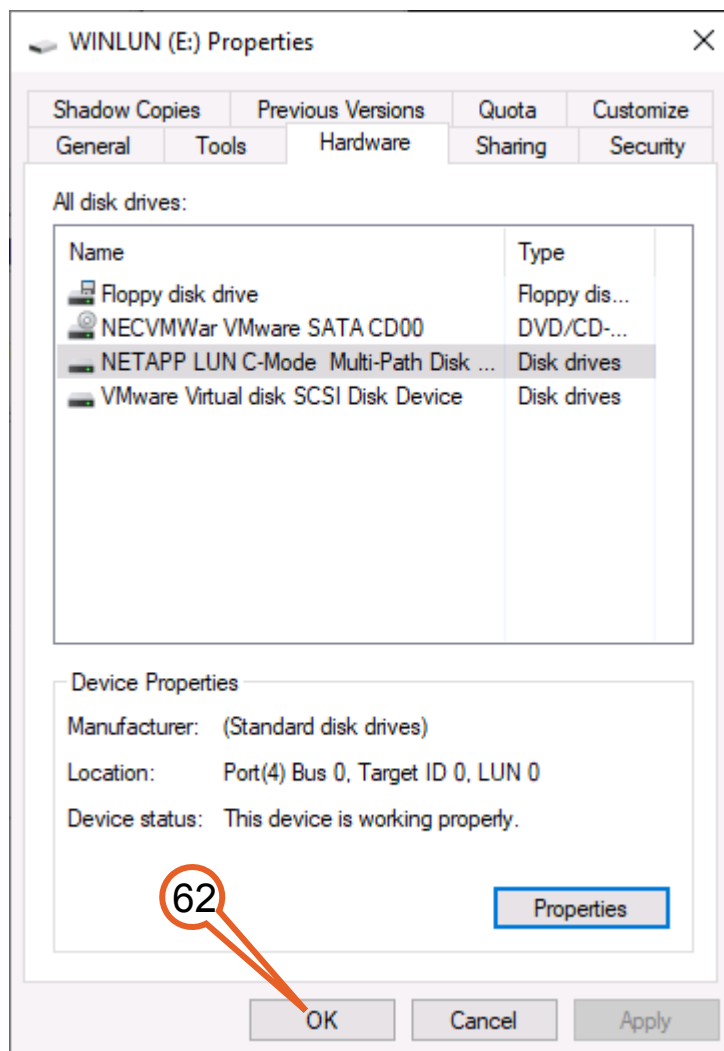 WINLUN (E:) Properties
Shadow Copies Previous Versions Quota Customize
General Tools Hardware Sharing Security
All disk drives:
Name Type
Floppy disk drive Floppy dis...
NECVMWar VMware SATA CD00 DVD/CD-...
NETAPP LUN C-Mode Multi-Path Disk ... Disk drives
VMware Virtual disk SCSI Disk Device Disk drives
Device Properties
Manufacturer: (Standard disk drives)
Location: Port(4) Bus 0, Target ID 0, LUN 0
Device status: This device is working properly.
62
Properties
OK Cancel Apply